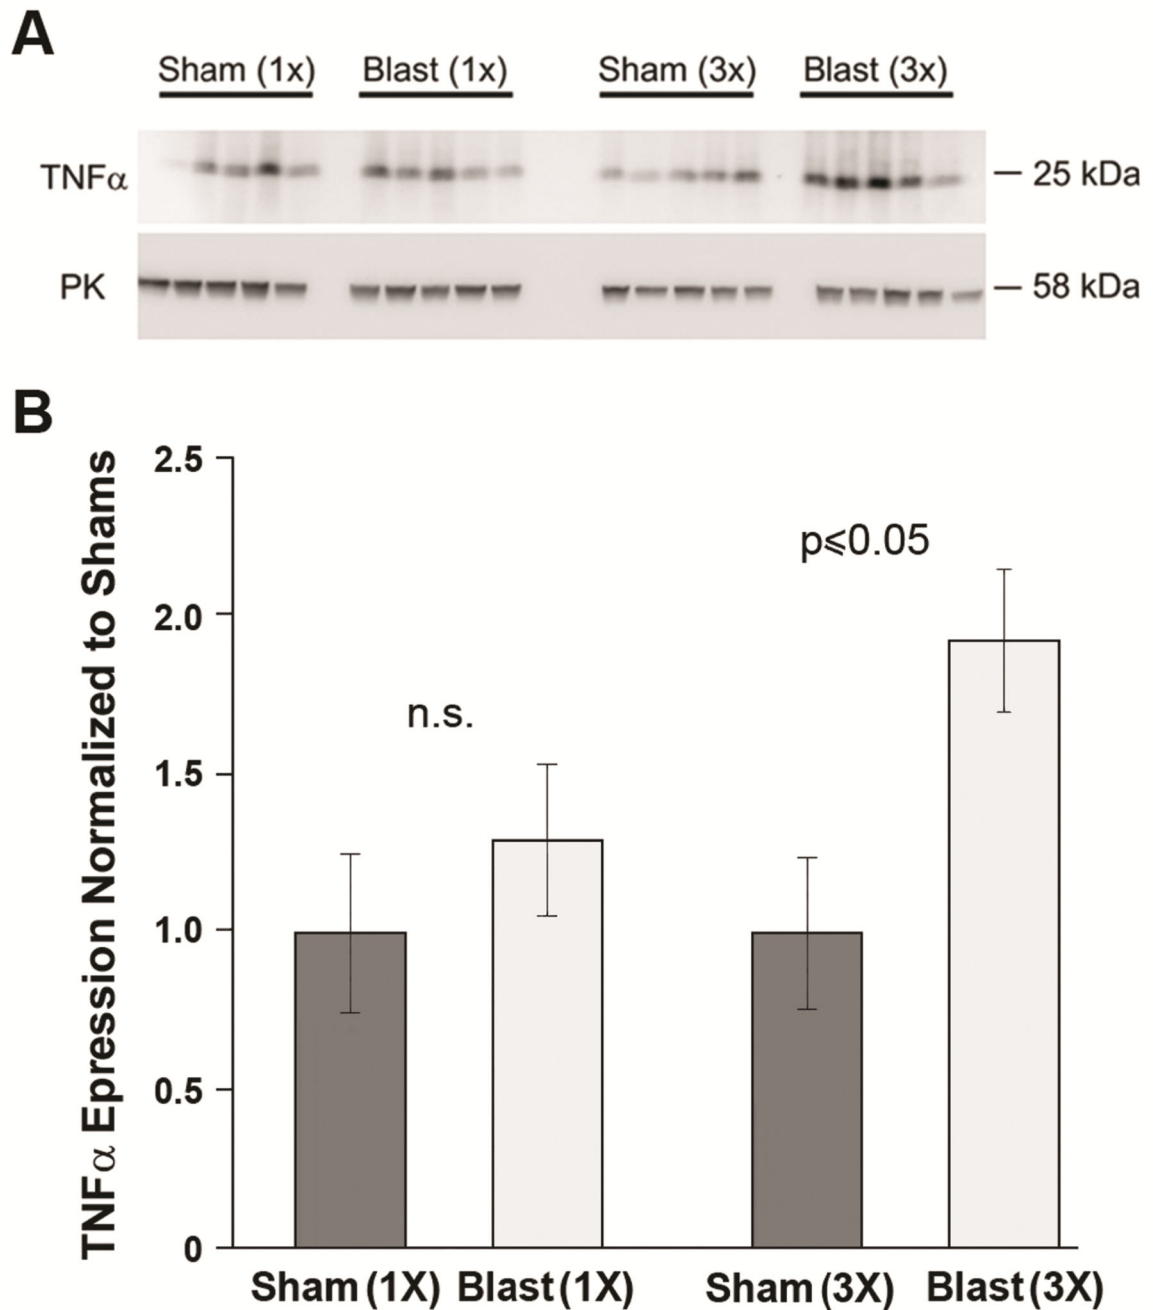 A
Sham (1x) Blast (1x) Sham (3x) Blast (3x)
TNFα — 25 kDa
PK — 58 kDa
B
TNFα Epression Normalized to Shams
2.5
p⩽0.05
2.0
n.s.
1.5
1.0
0.5
0
Sham (1X) Blast (1X) Sham (3X) Blast (3X)